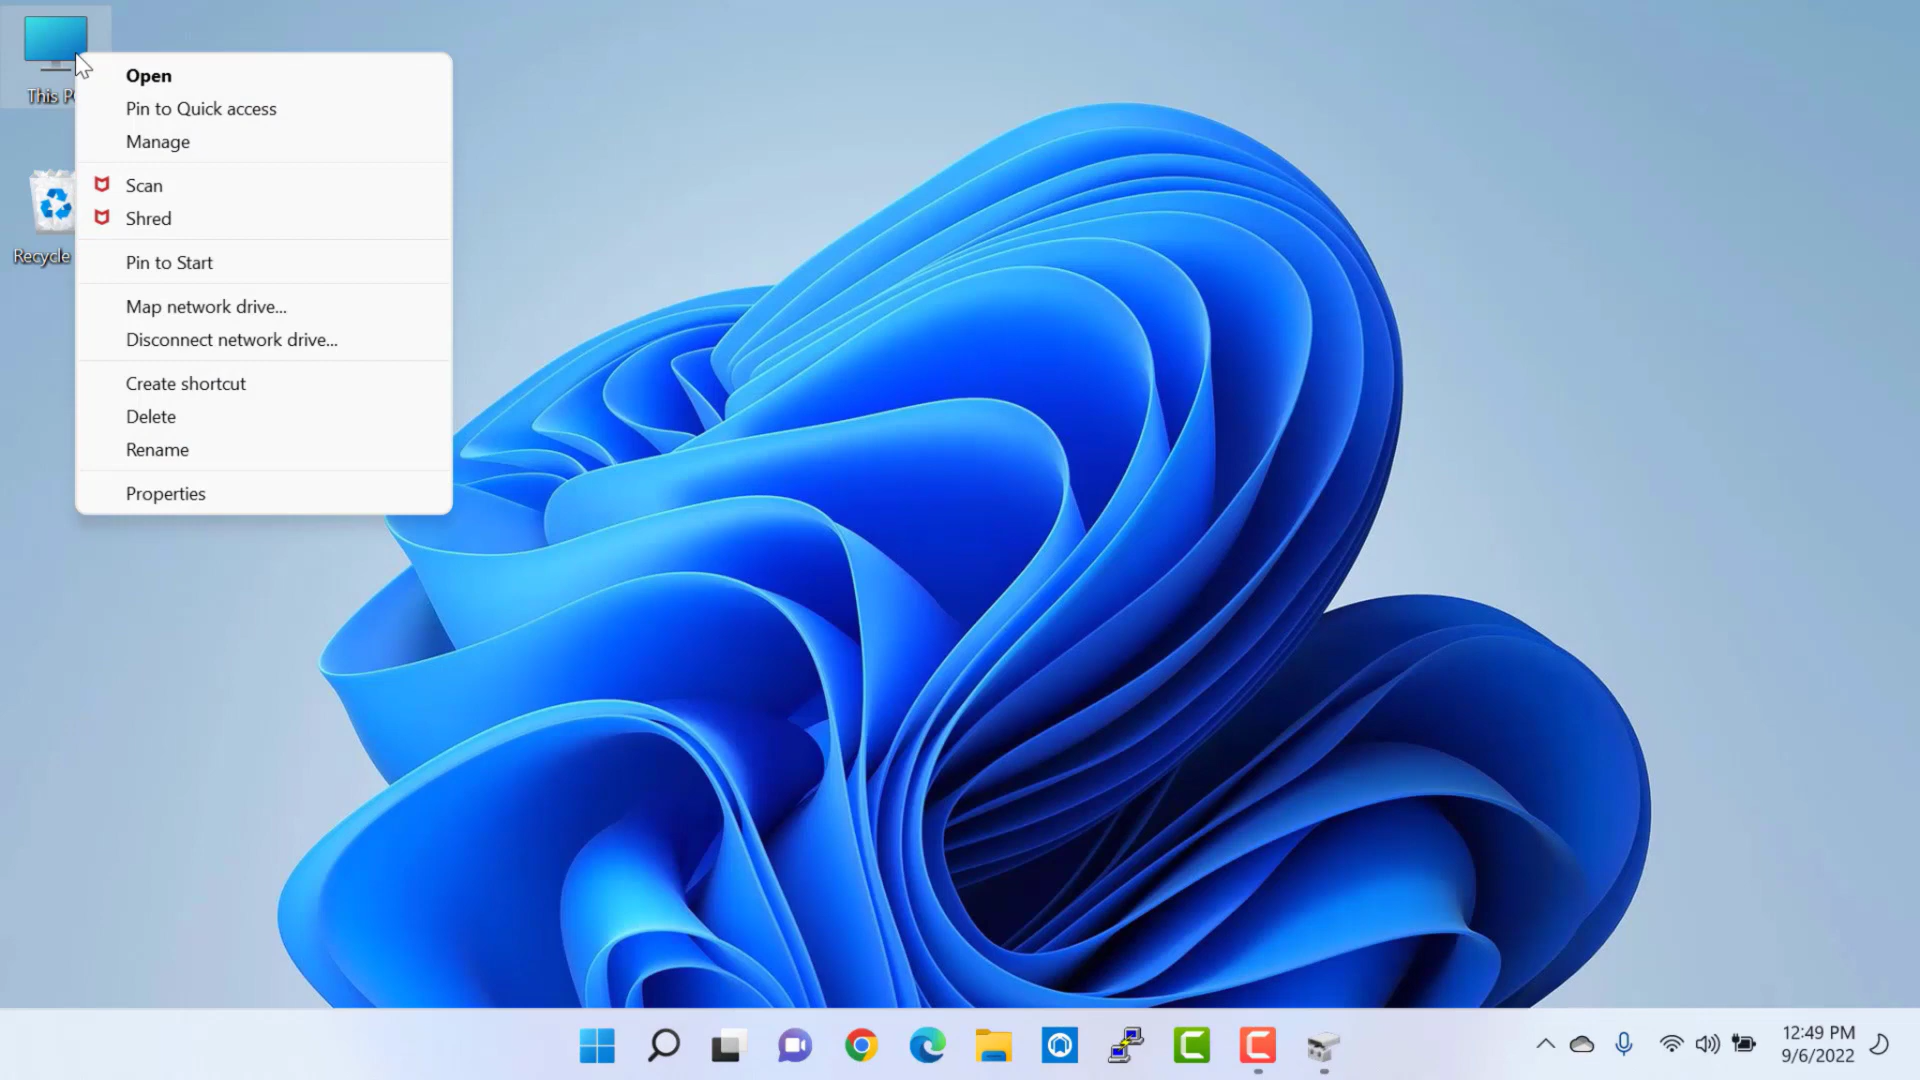 This P
Recycle
Open
Pin to Quick access
Manage
Scan
Shred
Pin to Start
Map network drive...
Disconnect network drive...
Create shortcut
Delete
Rename
Properties
12:49 PM
9/6/2022